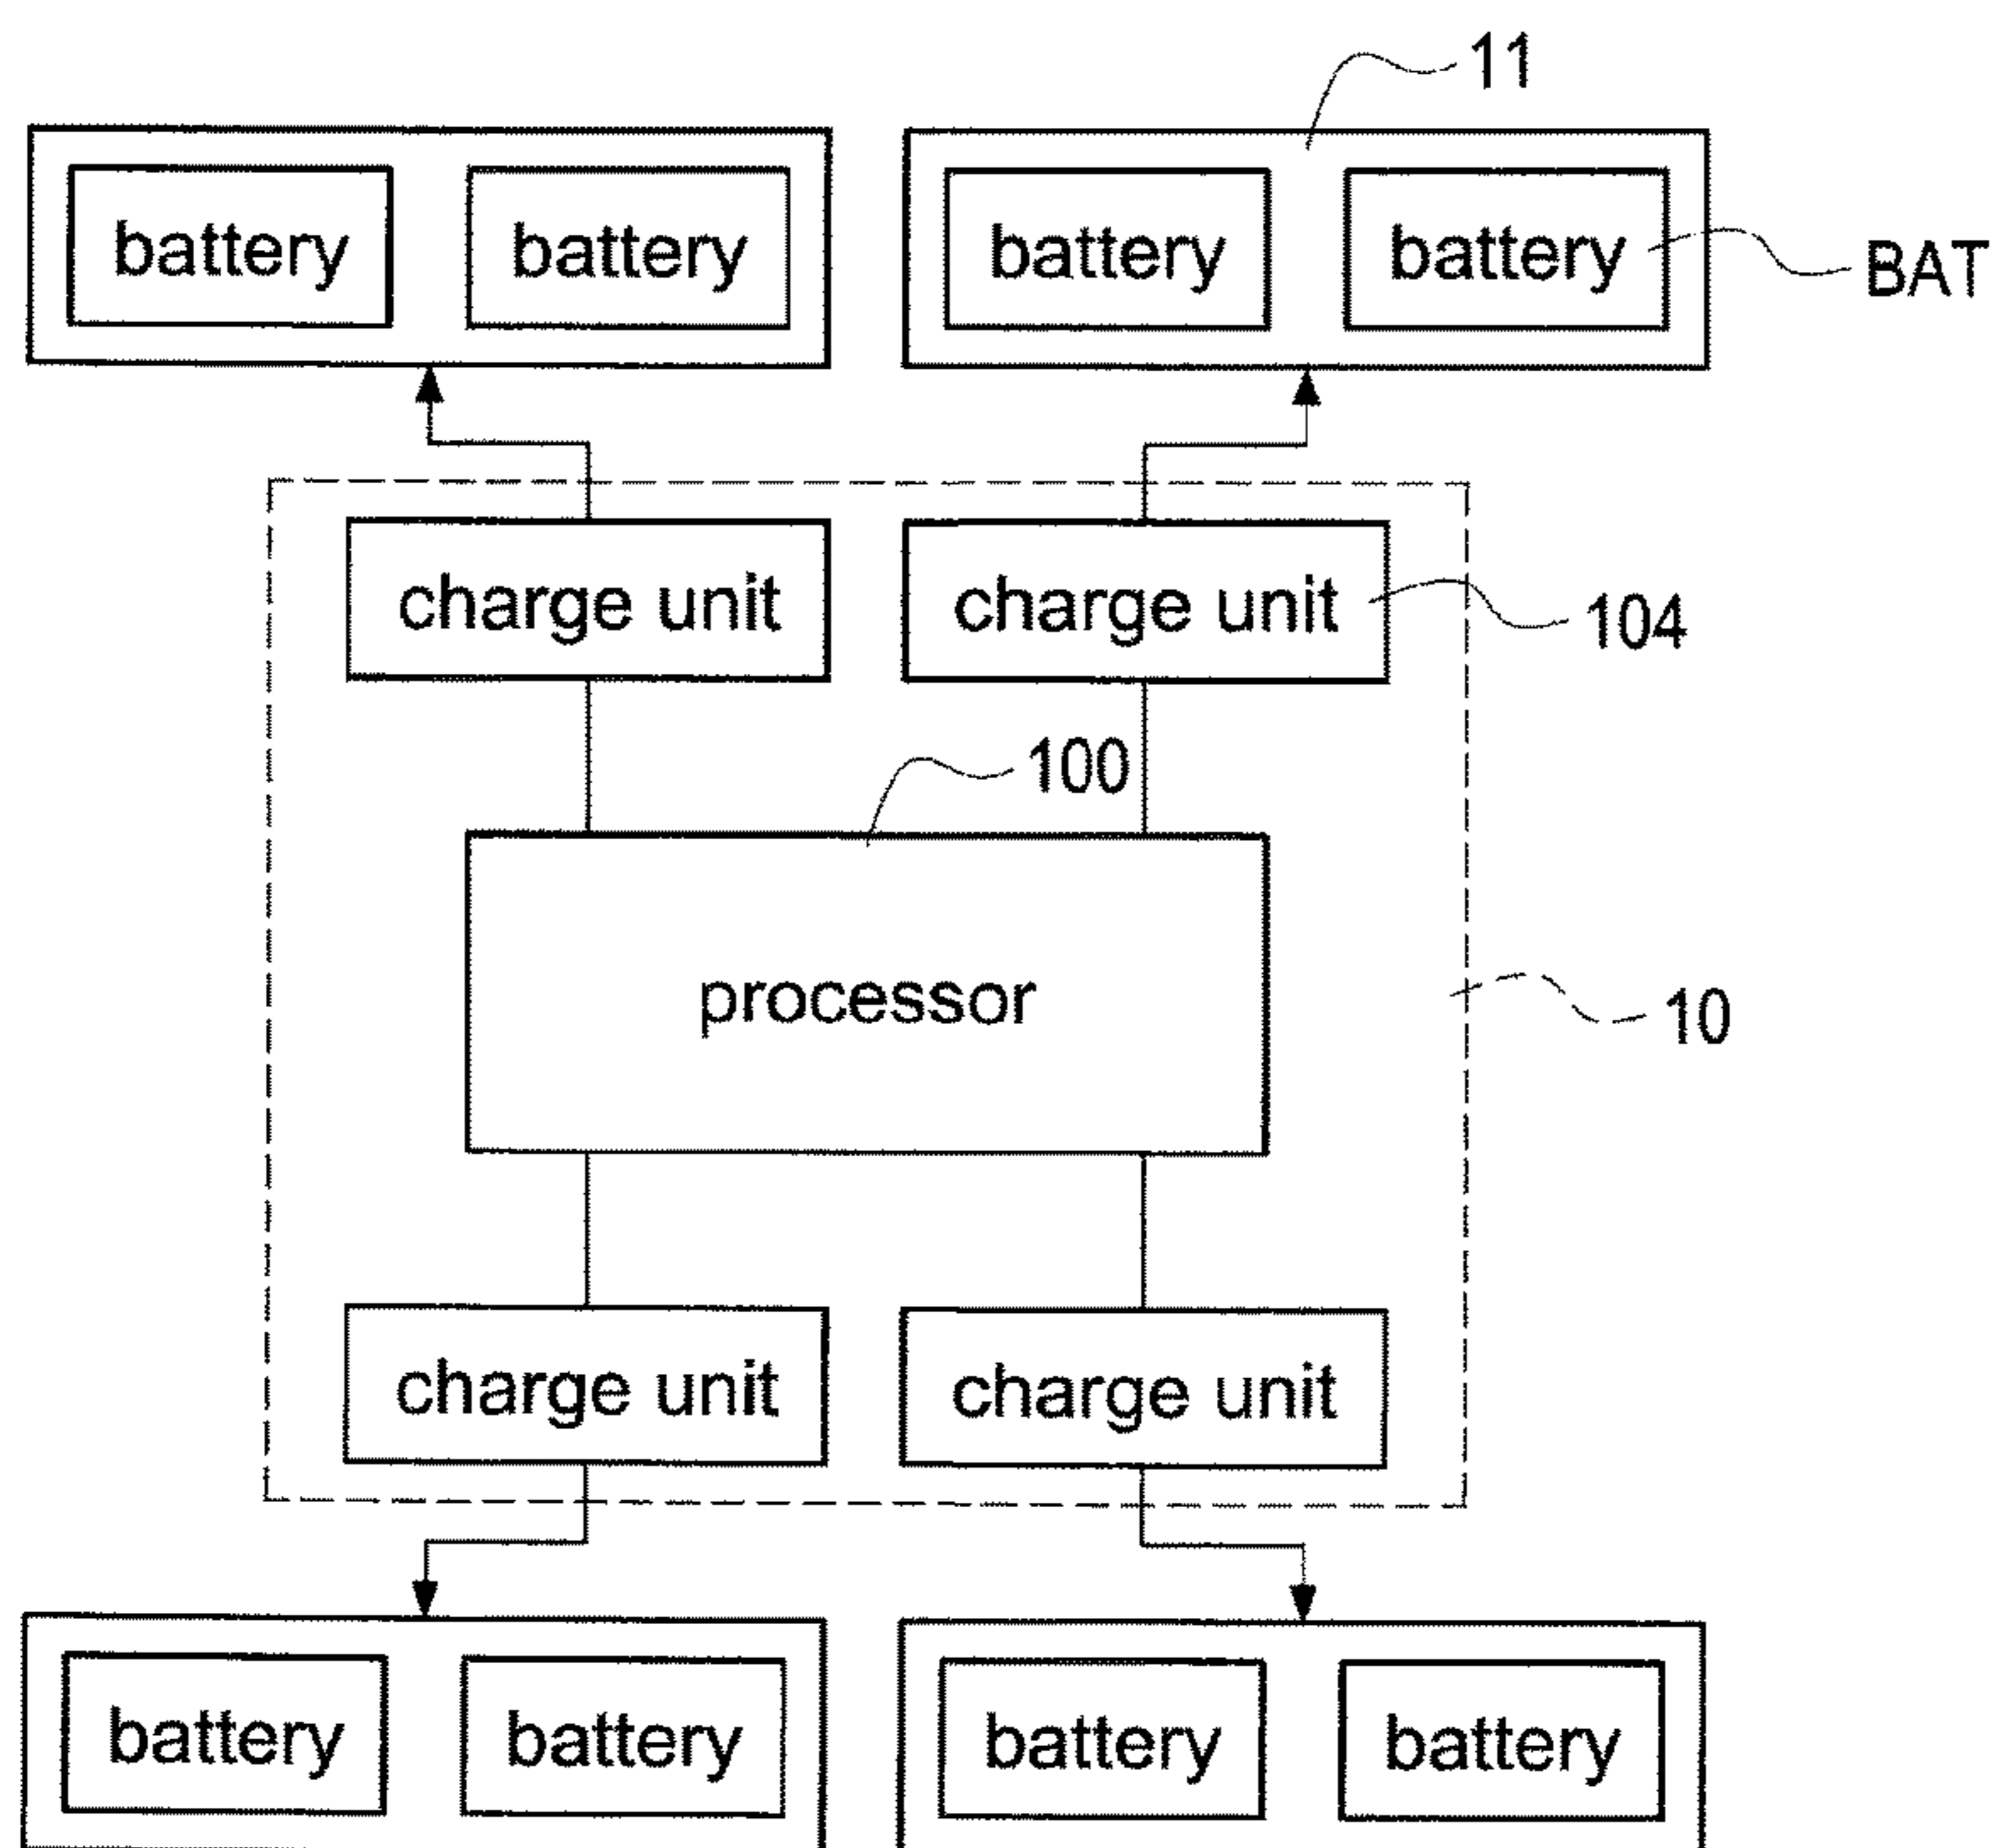 11
battery battery battery battery BAT
charge unit charge unit 104
100
processor
10
charge unit charge unit
battery battery battery battery